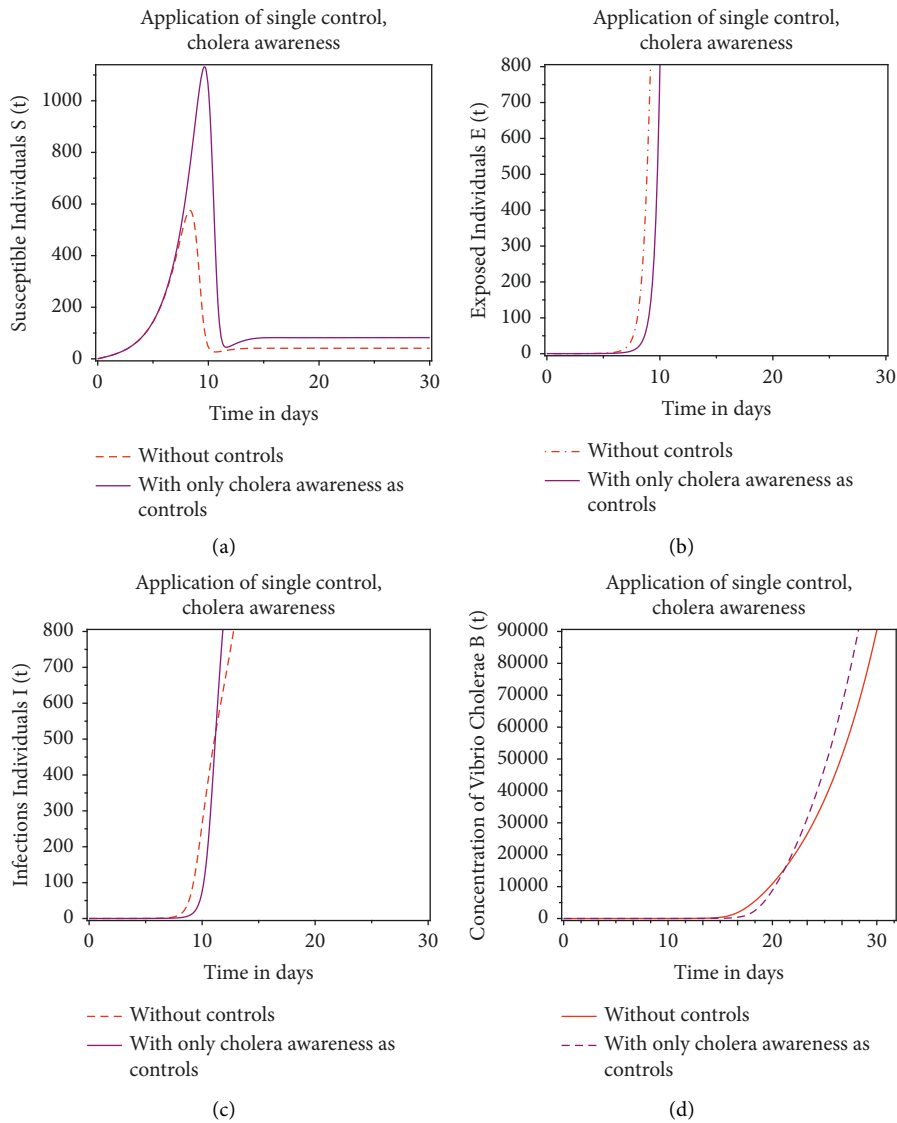 Application of single control,
cholera awareness
Susceptible Individuals S (t)
1000
800
600
400
200
0
0
10
20
30
Time in days
Without controls
With only cholera awareness as
controls
(a)
Application of single control,
cholera awareness
Exposed Individuals E (t)
800
700
600
500
400
300
200
100
0
0
10
20
30
Time in days
Without controls
With only cholera awareness as
controls
(b)
Application of single control,
cholera awareness
Infections Individuals I (t)
800
700
600
500
400
300
200
100
0
0
10
20
30
Time in days
Without controls
With only cholera awareness as
controls
(c)
Application of single control,
cholera awareness
Concentration of Vibrio Cholerae B (t)
90000
80000
70000
60000
50000
40000
30000
20000
10000
0
0
10
20
30
Time in days
Without controls
With only cholera awareness as
controls
(d)